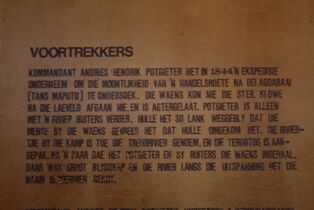 VOORTREKKERS
KOMMANDANT ANDRIES HENDRIK POTGIETER HET IN 1844 'N EKSPEDISIE
ONDERNEEM OM DIE MOONTLIKHEID VAN 'N HANDELSROETE NA DELAGOABAAI
[TANS MAPUTO] TE ONDERSOEK. DIE WAENS KON NIE DIE STEIL KLOWE
NA DIE LAEVELD AFGAAN NIE EN IS AGTERGELAAT. POTGIETER IS ALLEEN
MET 'N GROEP RUITERS VERDER. HULLE HET SO LANK WEGGEBLY DAT DIE
MENSE BY DIE WAENS GEVREES HET DAT HULLE OMGEKOM HET. DIE RIVIER-
TJIE BY DIE KAMP IS TOE DIE TREURRIVIER GENOEM, EN DIE TERUGTOG IS AAN-
GEPAK. NA 'N PAAR DAE HET POTGIETER EN SY RUITERS DIE WAENS INGEHAAL.
DAAR WAS GROOT BLYDSKAP EN DIE RIVIER LANGS DIE UITSPANNING HET DIE
NAAM BLYDERIVIER GEKRY.